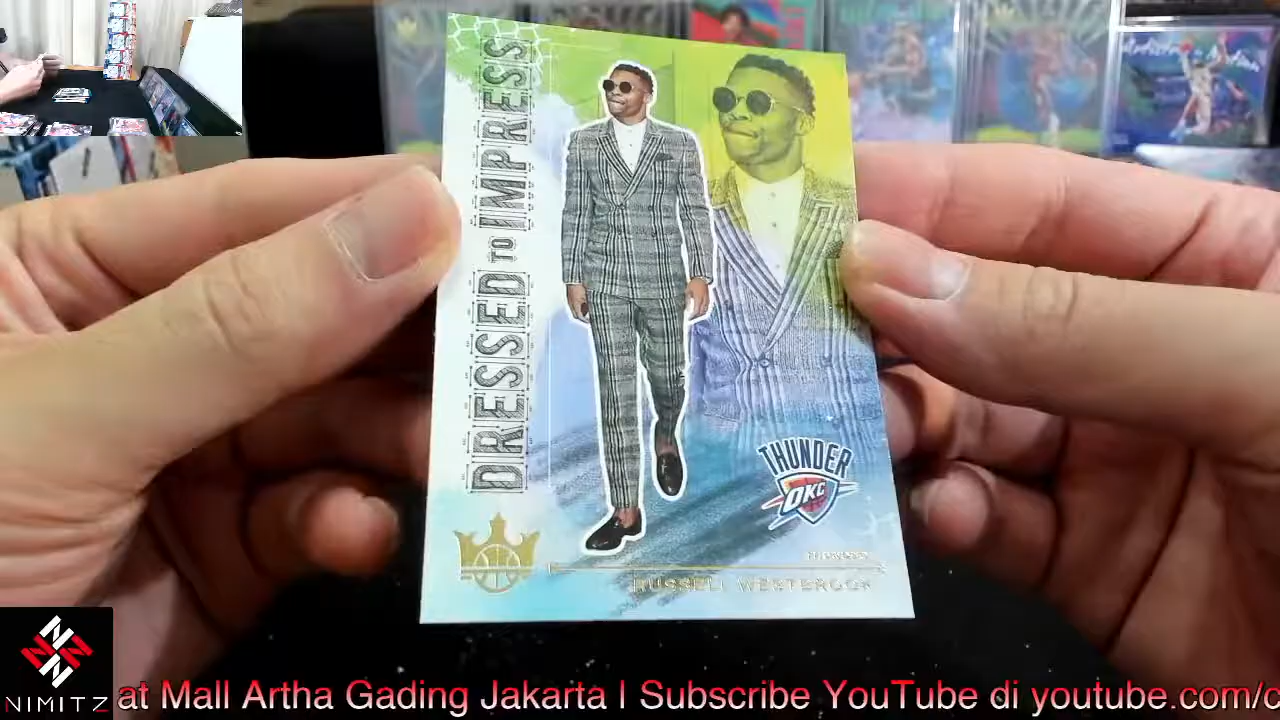 DRESSED TO IMPRESS
THUNDER
OKC
RUSSELL WESTBROOK
NIMITZ
at Mall Artha Gading Jakarta I Subscribe YouTube di youtube.com/c